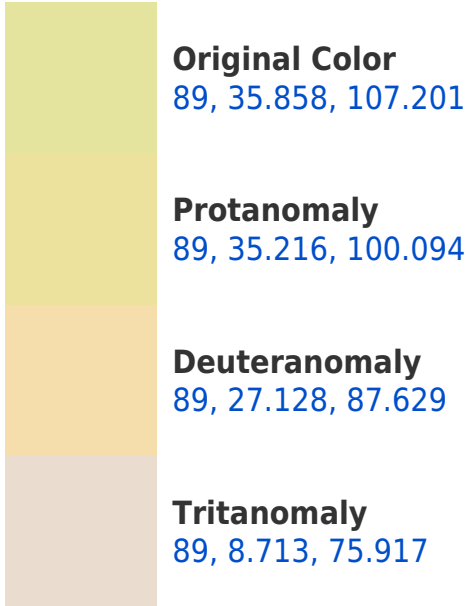 Original Color
89, 35.858, 107.201
Protanomaly
89, 35.216, 100.094
Deuteranomaly
89, 27.128, 87.629
Tritanomaly
89, 8.713, 75.917